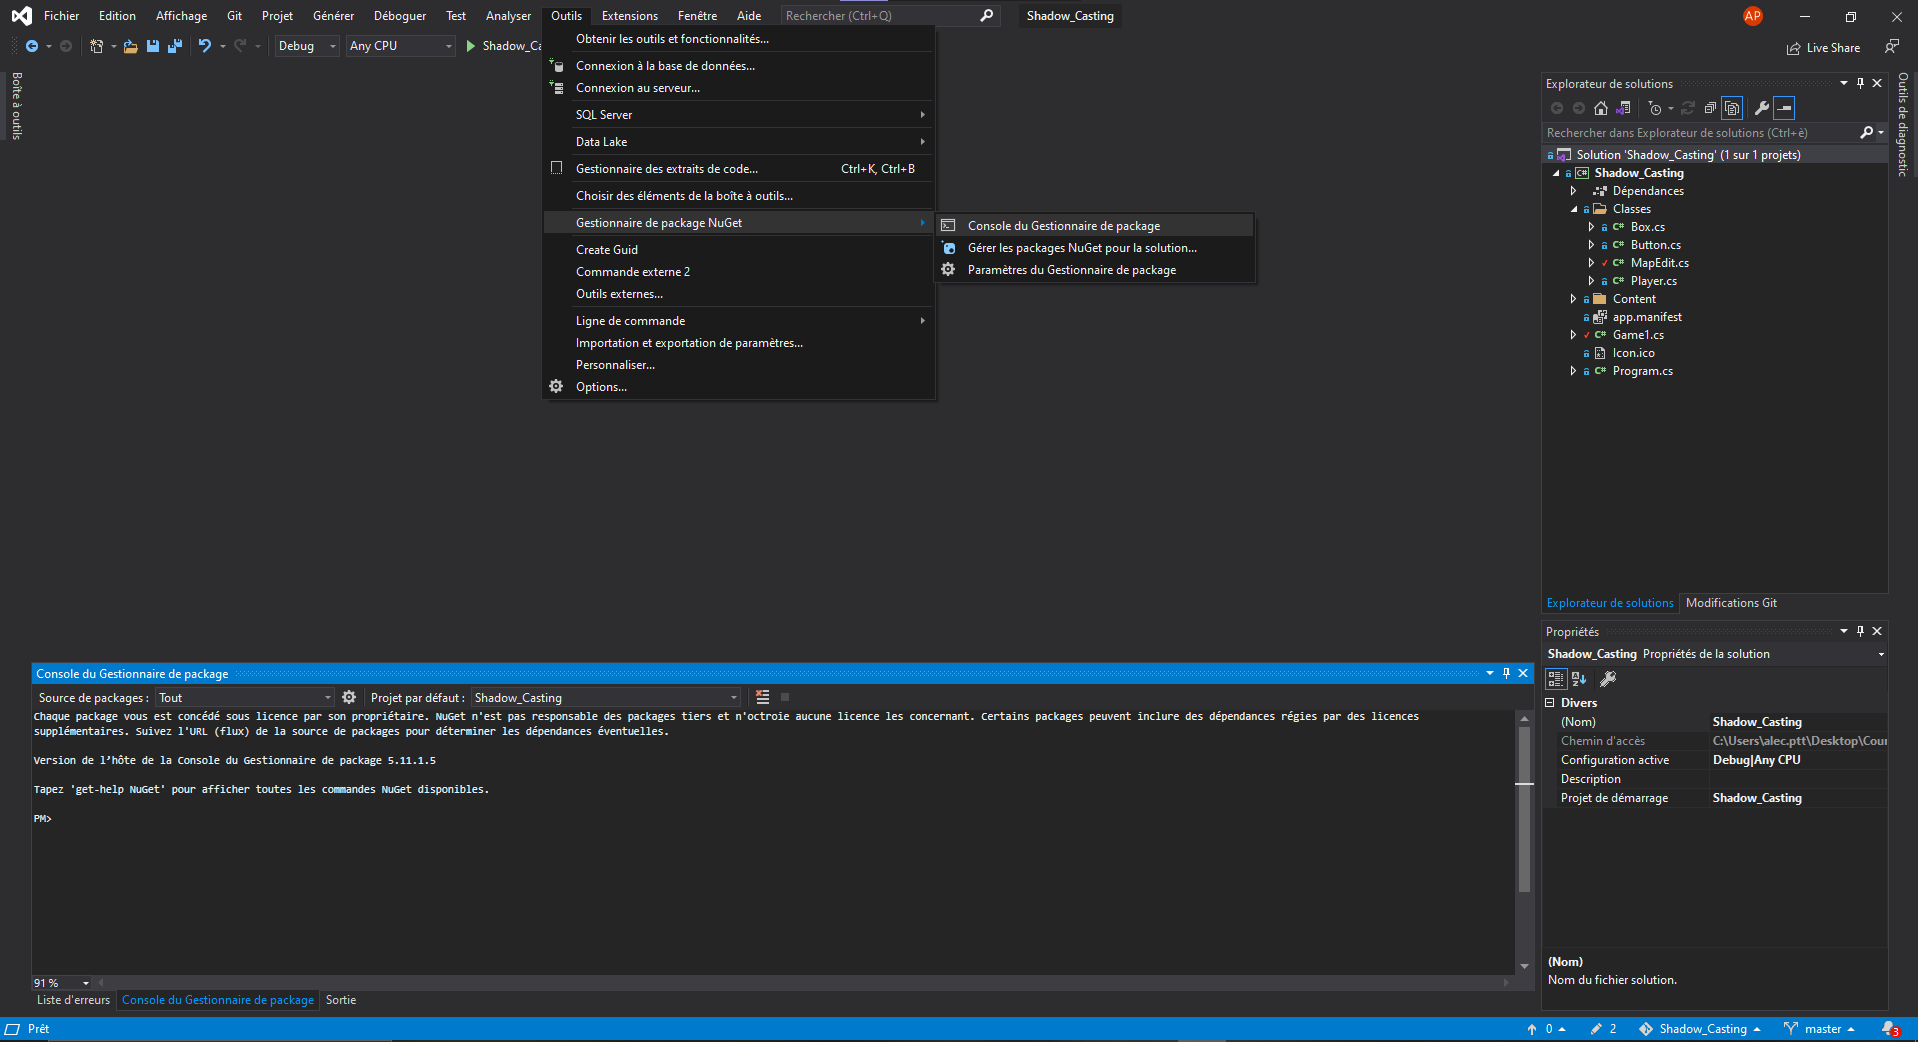 Fichier Edition Affichage Git Projet Générer Déboguer Test Analyser Outils Extensions Fenêtre Aide Rechercher (Ctrl+Q) Shadow_Casting AP
Debug Any CPU Shadow_Ca Live Share
Boîte à outils
Obtenir les outils et fonctionnalités...
Connexion à la base de données...
Connexion au serveur...
SQL Server
Data Lake
Gestionnaire des extraits de code... Ctrl+K, Ctrl+B
Choisir des éléments de la boîte à outils...
Gestionnaire de package NuGet
Create Guid
Commande externe 2
Outils externes...
Ligne de commande
Importation et exportation de paramètres...
Personnaliser...
Options...
Console du Gestionnaire de package
Gérer les packages NuGet pour la solution...
Paramètres du Gestionnaire de package
Explorateur de solutions
Rechercher dans Explorateur de solutions (Ctrl+è)
Solution 'Shadow_Casting' (1 sur 1 projets)
C# Shadow_Casting
Dépendances
Classes
C# Box.cs
C# Button.cs
C# MapEdit.cs
C# Player.cs
Content
app.manifest
C# Game1.cs
Icon.ico
C# Program.cs
Explorateur de solutions Modifications Git
Outils de diagnostic
Propriétés
Shadow_Casting Propriétés de la solution
Divers
(Nom) Shadow_Casting
Chemin d'accès C:\Users\alec.ptt\Desktop\Cour
Configuration active Debug|Any CPU
Description
Projet de démarrage Shadow_Casting
(Nom)
Nom du fichier solution.
Console du Gestionnaire de package
Source de packages : Tout Projet par défaut : Shadow_Casting
Chaque package vous est concédé sous licence par son propriétaire. NuGet n'est pas responsable des packages tiers et n'octroie aucune licence les concernant. Certains packages peuvent inclure des dépendances régies par des licences
supplémentaires. Suivez l'URL (flux) de la source de packages pour déterminer les dépendances éventuelles.
Version de l’hôte de la Console du Gestionnaire de package 5.11.1.5
Tapez 'get-help NuGet' pour afficher toutes les commandes NuGet disponibles.
PM>
91 %
Liste d'erreurs Console du Gestionnaire de package Sortie
Prêt 0 2 Shadow_Casting master 3